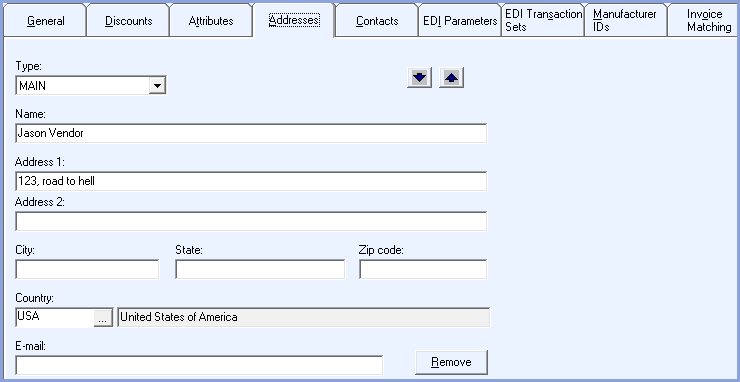 General Discounts Attributes Addresses Contacts EDI Parameters EDI Transaction Sets Manufacturer IDs Invoice Matching
Type:
MAIN
Name:
Jason Vendor
Address 1:
123, road to hell
Address 2:
City: State: Zip code:
Country:
USA ... United States of America
E-mail:
Remove